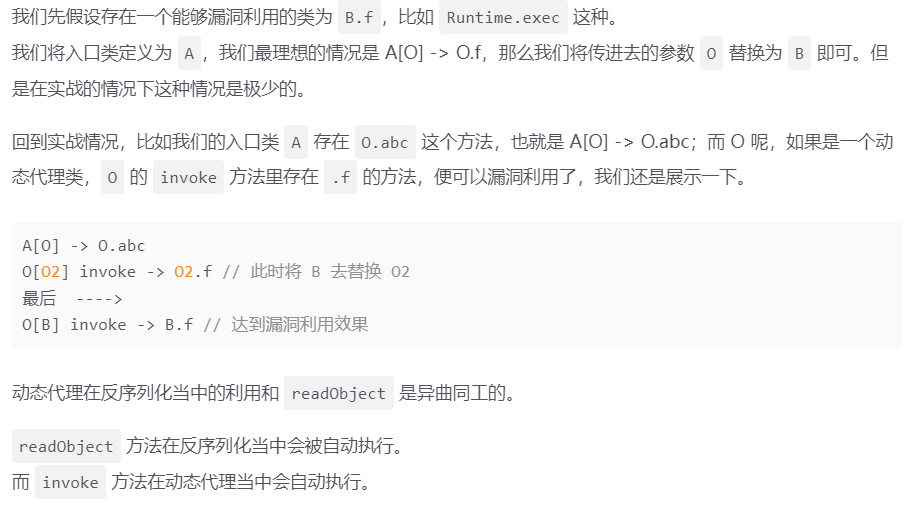 我们先假设存在一个能够漏洞利用的类为 B.f，比如 Runtime.exec 这种。
我们将入口类定义为 A，我们最理想的情况是 A[O] -> O.f，那么我们将传进去的参数 O 替换为 B 即可。但
是在实战的情况下这种情况是极少的。
回到实战情况，比如我们的入口类 A 存在 O.abc 这个方法，也就是 A[O] -> O.abc；而 O 呢，如果是一个动
态代理类，O 的 invoke 方法里存在 .f 的方法，便可以漏洞利用了，我们还是展示一下。
A[O] -> O.abc
O[O2] invoke -> O2.f // 此时将 B 去替换 O2
最后  ---->
O[B] invoke -> B.f // 达到漏洞利用效果
动态代理在反序列化当中的利用和 readObject 是异曲同工的。
readObject 方法在反序列化当中会被自动执行。
而 invoke 方法在动态代理当中会自动执行。